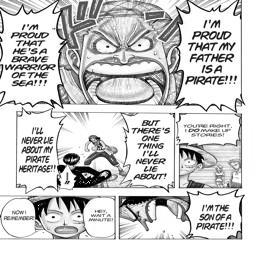 I'M
PROUD
THAT MY
FATHER
IS A
PIRATE!!!
I'M
PROUD
THAT
HE'S A
BRAVE
WARRIOR
OF THE
SEA!!!
YOU'RE RIGHT,
I DO MAKE UP
STORIES!
BUT
THERE'S
ONE
THING
I'LL
NEVER
LIE
ABOUT!
I'LL
NEVER LIE
ABOUT MY
PIRATE
HERITAGE!!
I'M THE
SON OF A
PIRATE!!!
HEY,
WAIT A
MINUTE!
NOW I
REMEMBER!